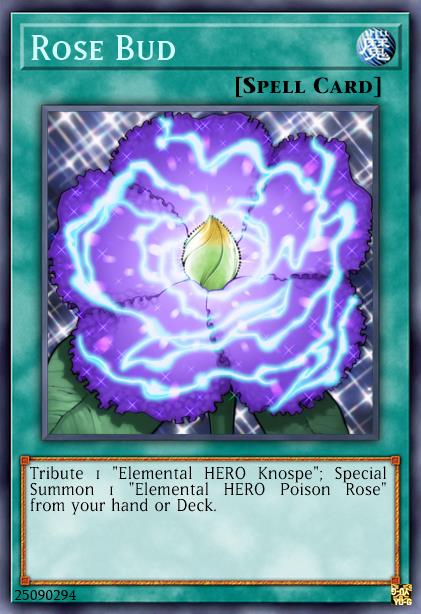 Rose Bud
魔
[Spell Card]
Tribute 1 "Elemental HERO Knospe"; Special
Summon 1 "Elemental HERO Poison Rose"
from your hand or Deck.
25090294